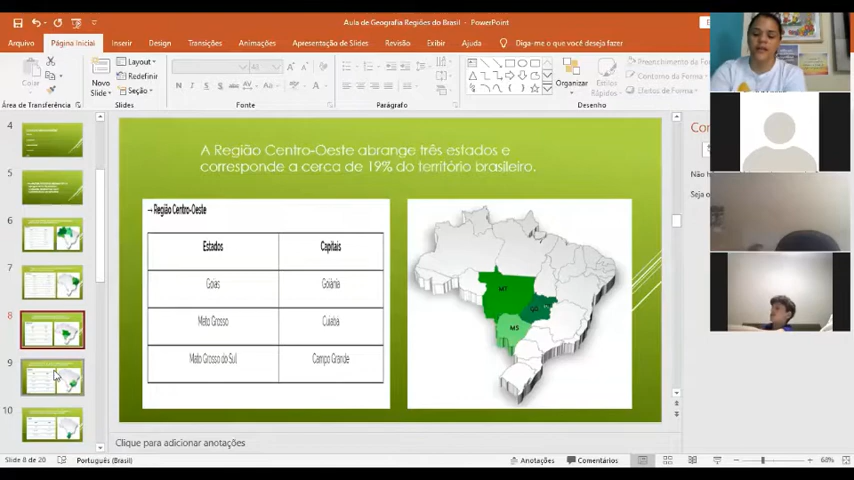 Aula de Geografia Regiões do Brasil - PowerPoint
Arquivo Página Inicial Inserir Design Transições Animações Apresentação de Slides Revisão Exibir Ajuda Diga-me o que você deseja fazer
Colar
Novo Slide
Layout
Redefinir
Seção
Organizar
Estilos Rápidos
Preenchimento da Forma
Contorno da Forma
Efeitos de Forma
Área de Transferência Slides Fonte Parágrafo Desenho
4
5
6
7
8
9
10
A Região Centro-Oeste abrange três estados e
corresponde a cerca de 19% do território brasileiro.
→ Região Centro-Oeste
Estados Capitais
Goiás Goiânia
Mato Grosso Cuiabá
Mato Grosso do Sul Campo Grande
MT
GO
MS
Clique para adicionar anotações
Slide 8 de 20 Português (Brasil) Anotações Comentários 68%